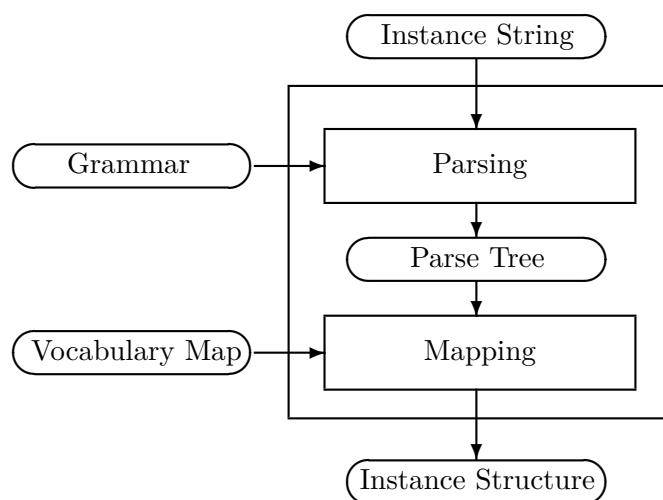 Instance String
Grammar
Parsing
Parse Tree
Vocabulary Map
Mapping
Instance Structure